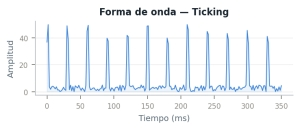 Forma de onda — Ticking
Amplitud
40
20
0
0 50 100 150 200 250 300 350
Tiempo (ms)